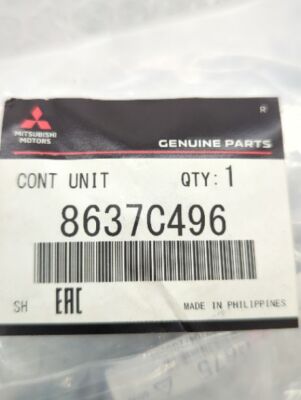 ®
MITSUBISHI
MOTORS
GENUINE PARTS
CONT UNIT QTY: 1
8637C496
SH EAC MADE IN PHILIPPINES